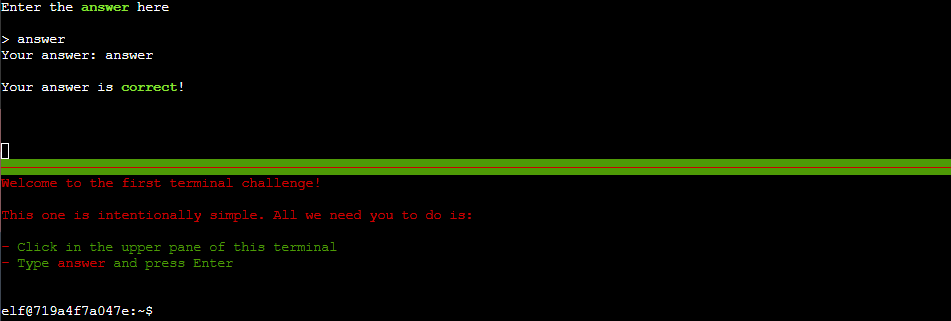 Enter the answer here
> answer
Your answer: answer
Your answer is correct!
Welcome to the first terminal challenge!
This one is intentionally simple. All we need you to do is:
- Click in the upper pane of this terminal
- Type answer and press Enter
elf@719a4f7a047e:~$